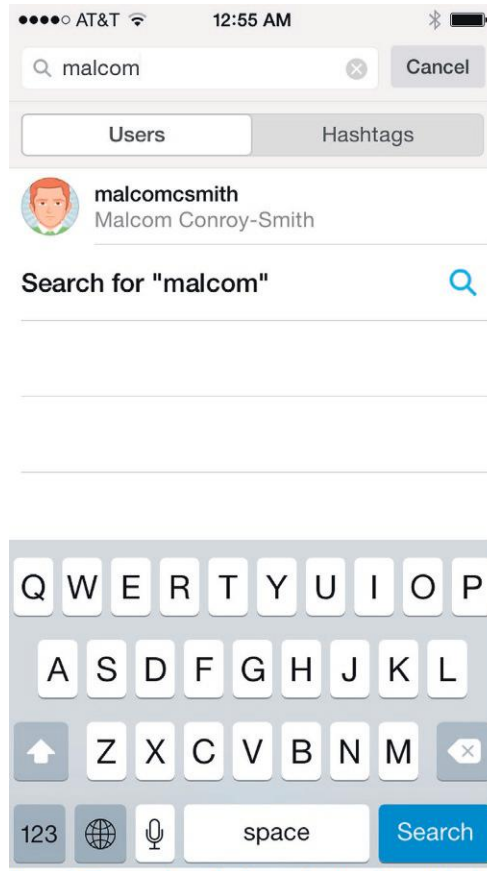 AT&T 12:55 AM
malcom Cancel
Users Hashtags
malcomcsmith
Malcom Conroy-Smith
Search for "malcom"
Q W E R T Y U I O P
A S D F G H J K L
Z X C V B N M
123 space Search